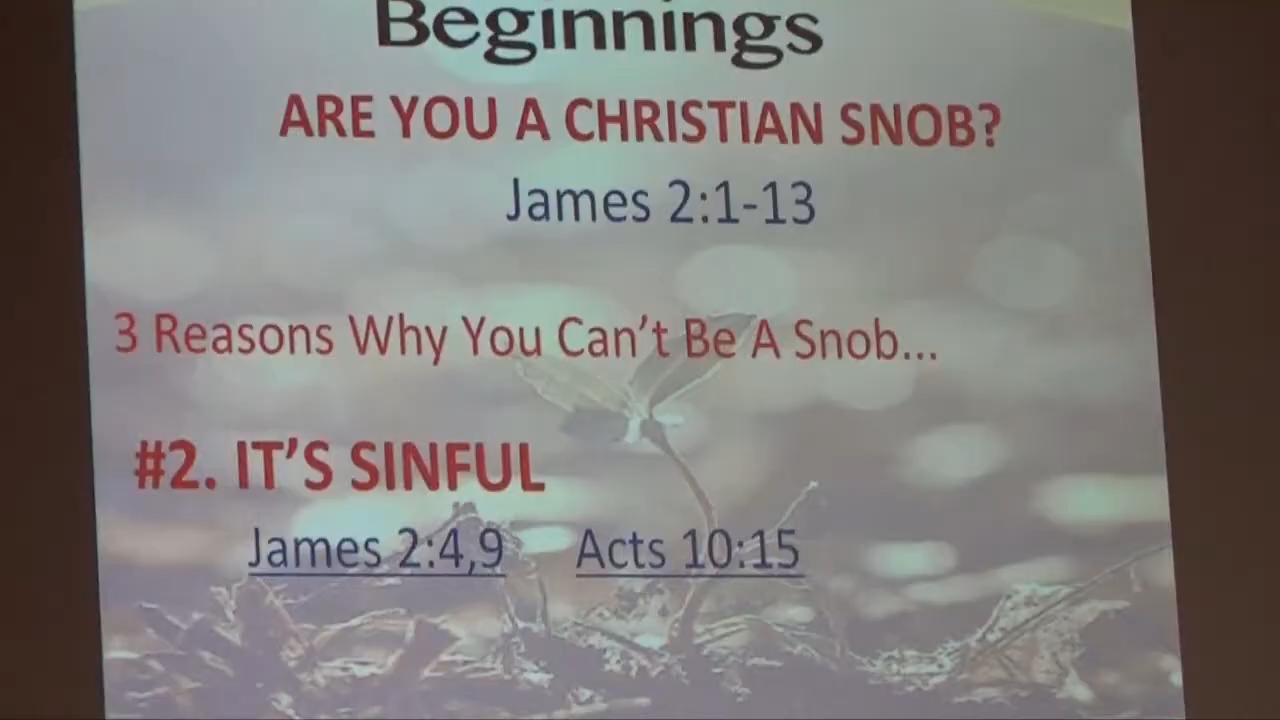 Beginnings
ARE YOU A CHRISTIAN SNOB?
James 2:1-13
3 Reasons Why You Can't Be A Snob...
#2. IT'S SINFUL
James 2:4,9 Acts 10:15